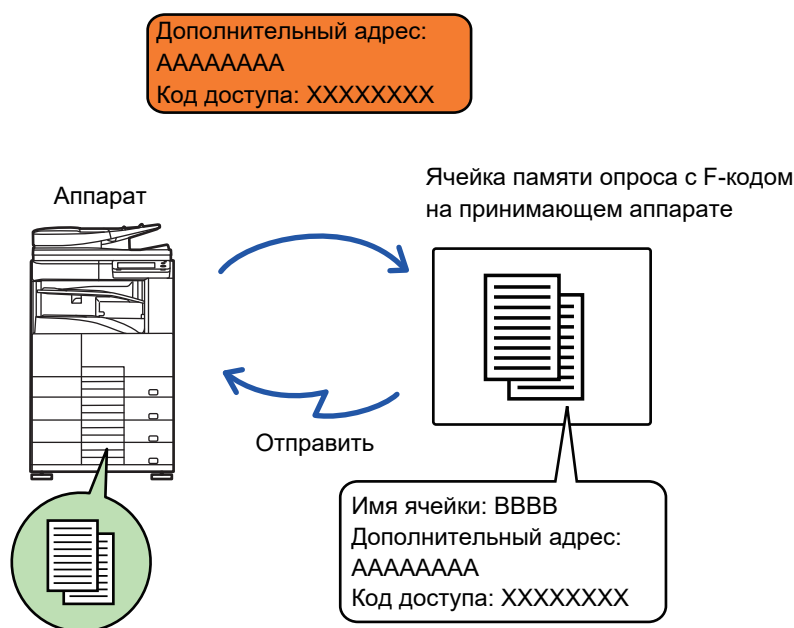 Дополнительный адрес:
AAAAAAAA
Код доступа: XXXXXXXX
Аппарат
Ячейка памяти опроса с F-кодом
на принимающем аппарате
Отправить
Имя ячейки: BBBB
Дополнительный адрес:
AAAAAAAA
Код доступа: XXXXXXXX